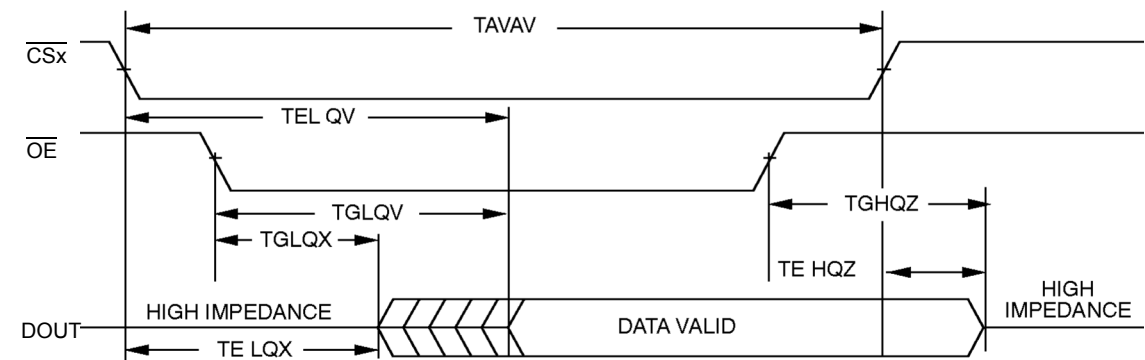 TAVAV
CSx
TEL QV
OE
TGLQV
TGHQZ
TGLQX
TE HQZ
HIGH IMPEDANCE
HIGH
IMPEDANCE
DOUT
DATA VALID
TE LQX